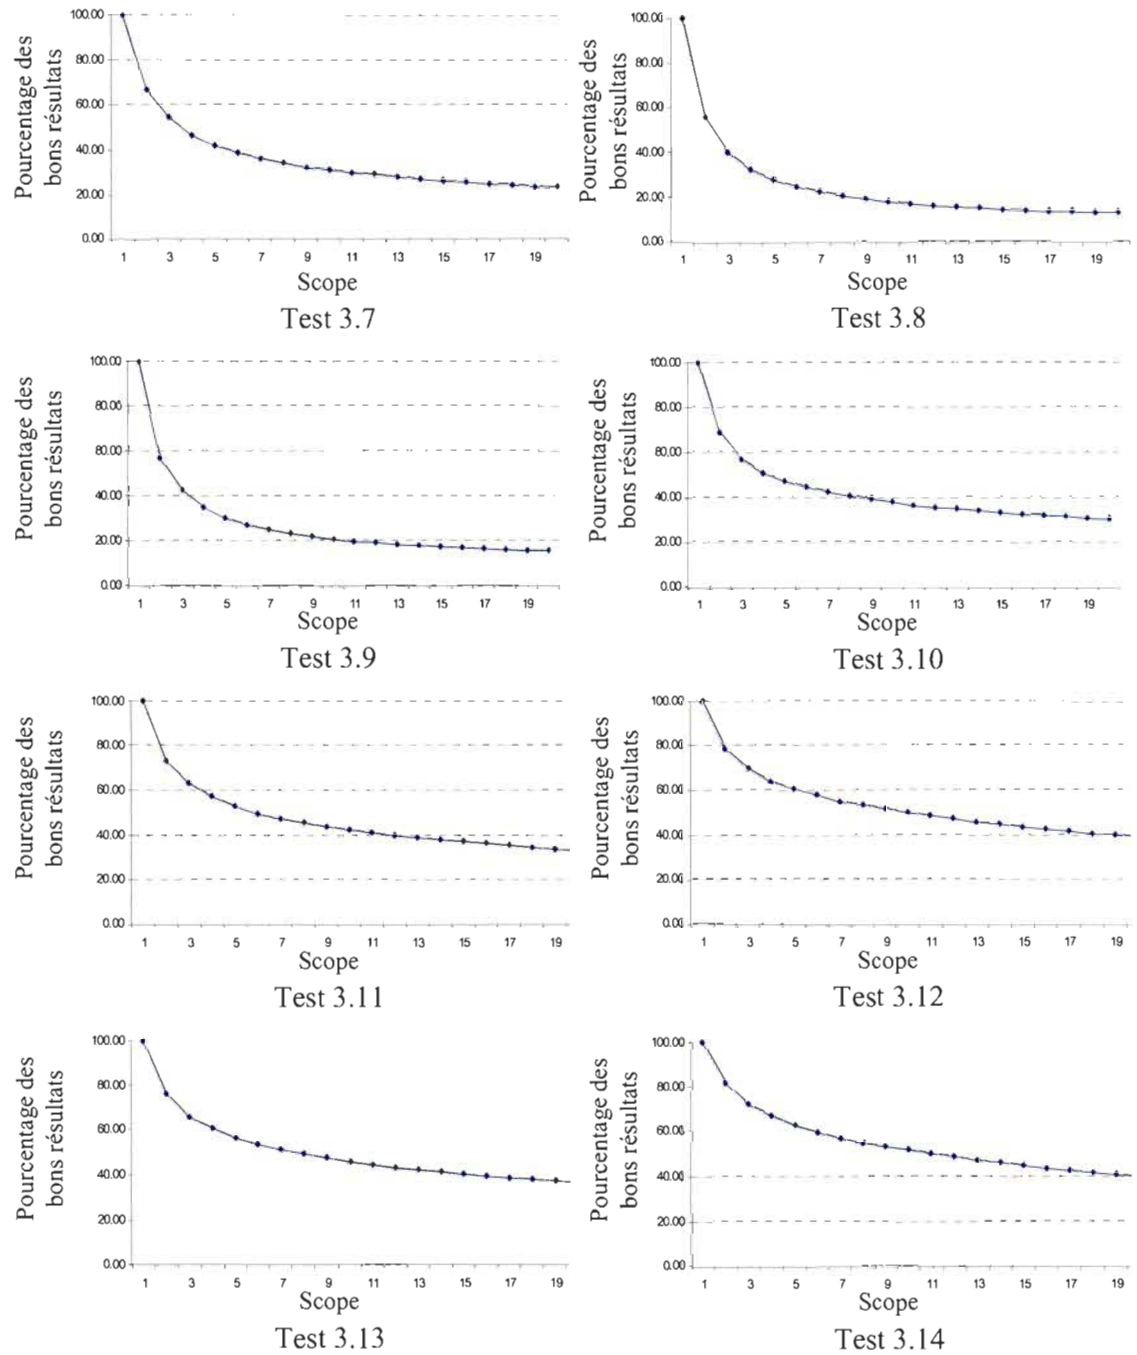 Pourcentage des
bons résultats
100.00
80.00
60.00
40.00
20.00
0.00
1 3 5 7 9 11 13 15 17 19
Scope
Test 3.7
Pourcentage des
bons résultats
100.00
80.00
60.00
40.00
20.00
0.00
1 3 5 7 9 11 13 15 17 19
Scope
Test 3.8
Pourcentage des
bons résultats
100.00
80.00
60.00
40.00
20.00
0.00
1 3 5 7 9 11 13 15 17 19
Scope
Test 3.9
Pourcentage des
bons résultats
100.00
80.00
60.00
40.00
20.00
0.00
1 3 5 7 9 11 13 15 17 19
Scope
Test 3.10
Pourcentage des
bons résultats
100.00
80.00
60.00
40.00
20.00
0.00
1 3 5 7 9 11 13 15 17 19
Scope
Test 3.11
Pourcentage des
bons résultats
100.00
80.00
60.00
40.00
20.00
0.00
1 3 5 7 9 11 13 15 17 19
Scope
Test 3.12
Pourcentage des
bons résultats
100.00
80.00
60.00
40.00
20.00
0.00
1 3 5 7 9 11 13 15 17 19
Scope
Test 3.13
Pourcentage des
bons résultats
100.00
80.00
60.00
40.00
20.00
0.00
1 3 5 7 9 11 13 15 17 19
Scope
Test 3.14